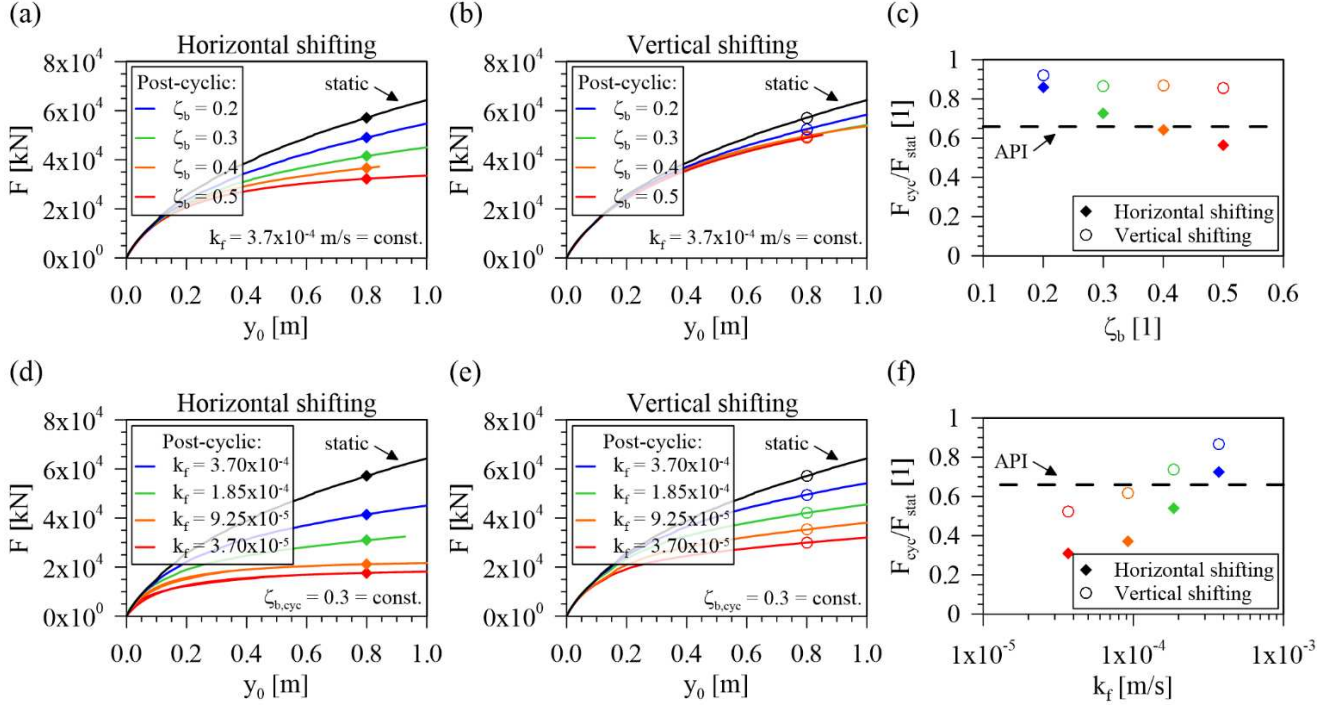 (a)
Horizontal shifting
F [kN]
8x10⁴
6x10⁴
4x10⁴
2x10⁴
0x10⁰
Post-cyclic:
ζb = 0.2
ζb = 0.3
ζb = 0.4
ζb = 0.5
static
kf = 3.7x10⁻⁴ m/s = const.
0.0 0.2 0.4 0.6 0.8 1.0
y₀ [m]
(b)
Vertical shifting
F [kN]
8x10⁴
6x10⁴
4x10⁴
2x10⁴
0x10⁰
Post-cyclic:
ζb = 0.2
ζb = 0.3
ζb = 0.4
ζb = 0.5
static
kf = 3.7x10⁻⁴ m/s = const.
0.0 0.2 0.4 0.6 0.8 1.0
y₀ [m]
(c)
Fcyc/Fstat [1]
1
0.8
0.6
0.4
0.2
0
API
Horizontal shifting
Vertical shifting
0.1 0.2 0.3 0.4 0.5 0.6
ζb [1]
(d)
Horizontal shifting
F [kN]
8x10⁴
6x10⁴
4x10⁴
2x10⁴
0x10⁰
Post-cyclic:
kf = 3.70x10⁻⁴
kf = 1.85x10⁻⁴
kf = 9.25x10⁻⁵
kf = 3.70x10⁻⁵
static
ζb,cyc = 0.3 = const.
0.0 0.2 0.4 0.6 0.8 1.0
y₀ [m]
(e)
Vertical shifting
F [kN]
8x10⁴
6x10⁴
4x10⁴
2x10⁴
0x10⁰
Post-cyclic:
kf = 3.70x10⁻⁴
kf = 1.85x10⁻⁴
kf = 9.25x10⁻⁵
kf = 3.70x10⁻⁵
static
ζb,cyc = 0.3 = const.
0.0 0.2 0.4 0.6 0.8 1.0
y₀ [m]
(f)
Fcyc/Fstat [1]
1
0.8
0.6
0.4
0.2
0
API
Horizontal shifting
Vertical shifting
1x10⁻⁵ 1x10⁻⁴ 1x10⁻³
kf [m/s]